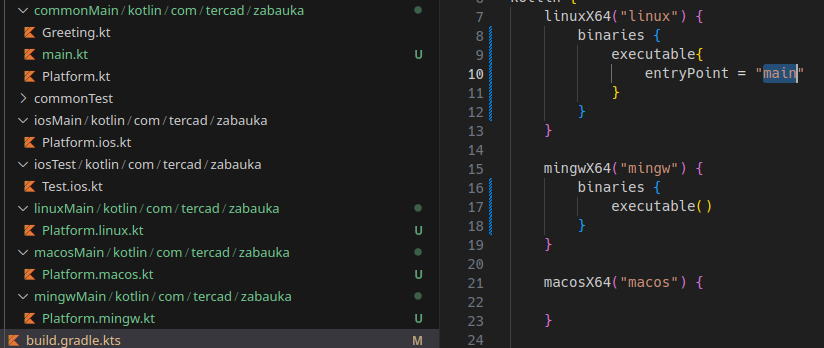 commonMain / kotlin / com / tercad / zabauka
Greeting.kt
main.kt U
Platform.kt
commonTest
iosMain / kotlin / com / tercad / zabauka
Platform.ios.kt
iosTest / kotlin / com / tercad / zabauka
Test.ios.kt
linuxMain / kotlin / com / tercad / zabauka
Platform.linux.kt U
macosMain / kotlin / com / tercad / zabauka
Platform.macos.kt U
mingwMain / kotlin / com / tercad / zabauka
Platform.mingw.kt U
build.gradle.kts M
7 linuxX64("linux") {
8 binaries {
9 executable{
10 entryPoint = "main"
11 }
12 }
13 }
14
15 mingwX64("mingw") {
16 binaries {
17 executable()
18 }
19 }
20
21 macosX64("macos") {
22
23 }
24